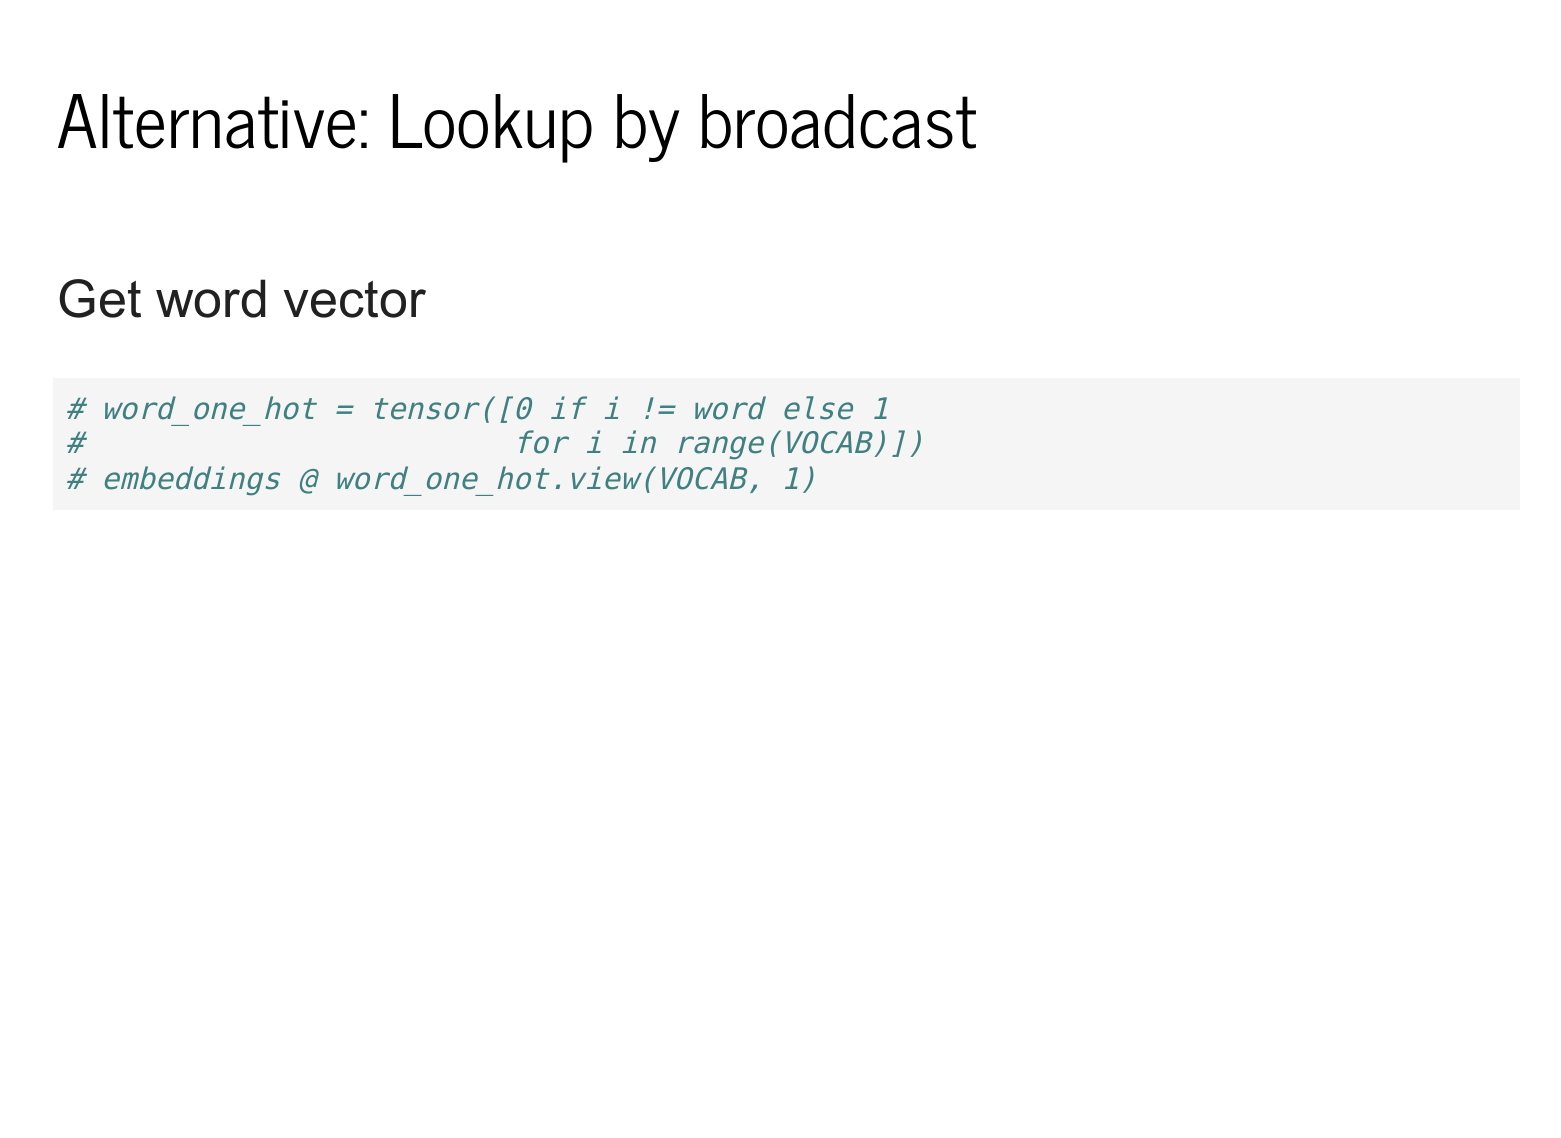 Alternative: Lookup by broadcast
Get word vector
# word_one_hot = tensor([0 if i != word else 1
#                        for i in range(VOCAB)])
# embeddings @ word_one_hot.view(VOCAB, 1)